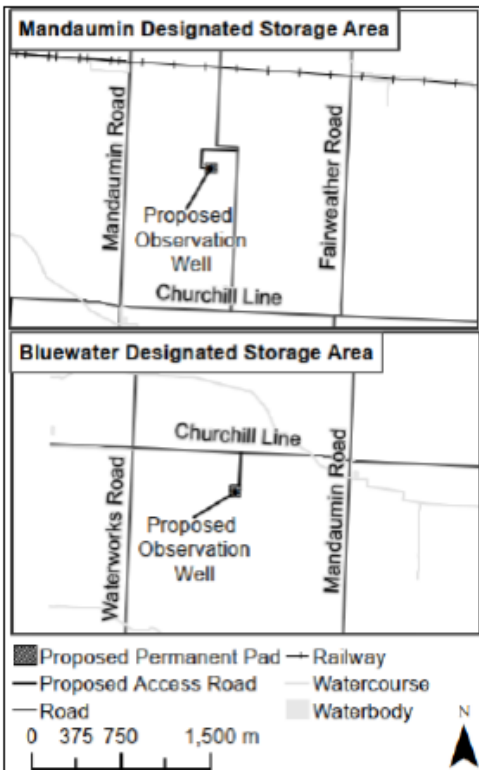 Mandaumin Designated Storage Area
Mandaumin Road
Fairweather Road
Proposed
Observation
Well
Churchill Line
Bluewater Designated Storage Area
Churchill Line
Waterworks Road
Mandaumin Road
Proposed
Observation
Well
Proposed Permanent Pad
Railway
Proposed Access Road
Watercourse
Road
Waterbody
N
0 375 750 1,500 m